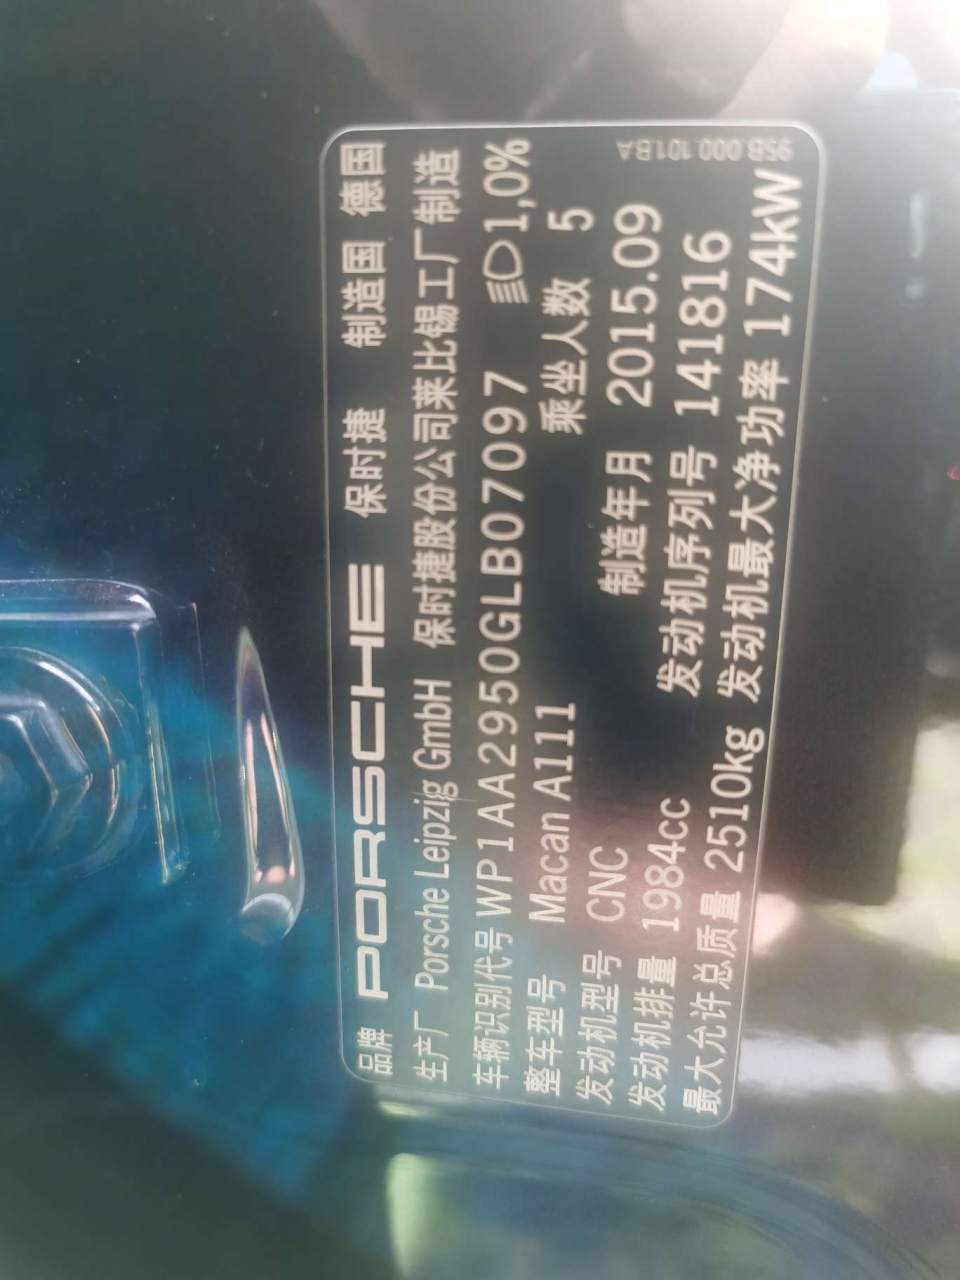 品牌 PORSCHE 保时捷 制造国 德国
生产厂 Porsche Leipzig GmbH 保时捷股份公司莱比锡工厂制造
车辆识别代号 WP1AA2950GLB07097 1,0%
整车型号 Macan A111 乘坐人数 5
发动机型号 CNC 制造年月 2015.09
发动机排量 1984cc 发动机序列号 141816
最大允许总质量 2510kg 发动机最大净功率 174kW
95B.000.101.BA